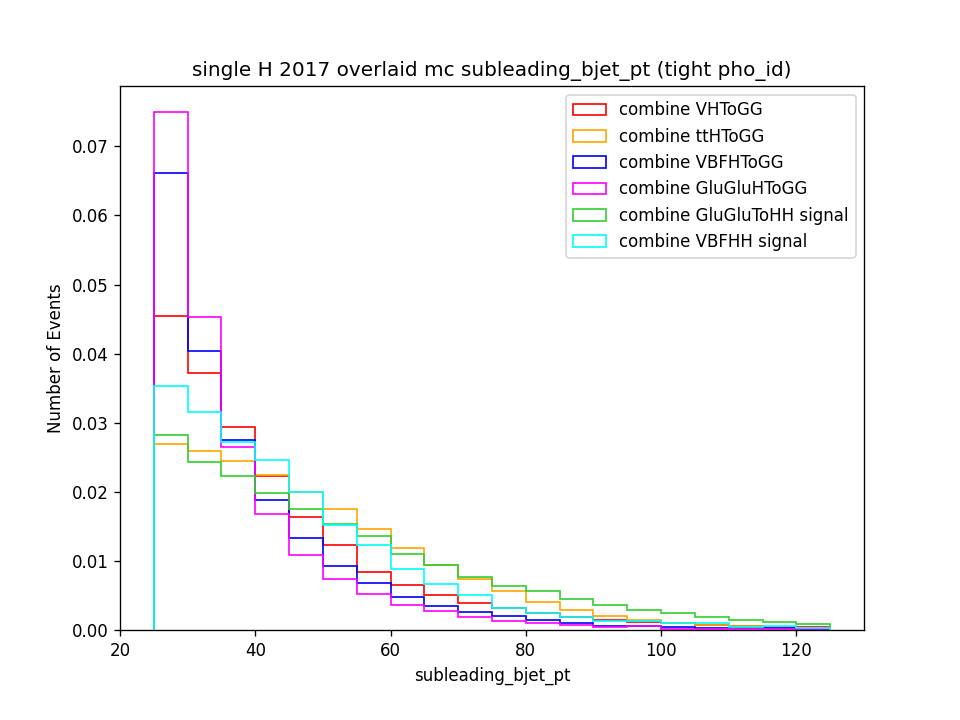 single H 2017 overlaid mc subleading_bjet_pt (tight pho_id)
combine VHToGG
combine ttHToGG
combine VBFHToGG
combine GluGluHToGG
combine GluGluToHH signal
combine VBFHH signal
Number of Events
0.07
0.06
0.05
0.04
0.03
0.02
0.01
0.00
20
40
60
80
100
120
subleading_bjet_pt